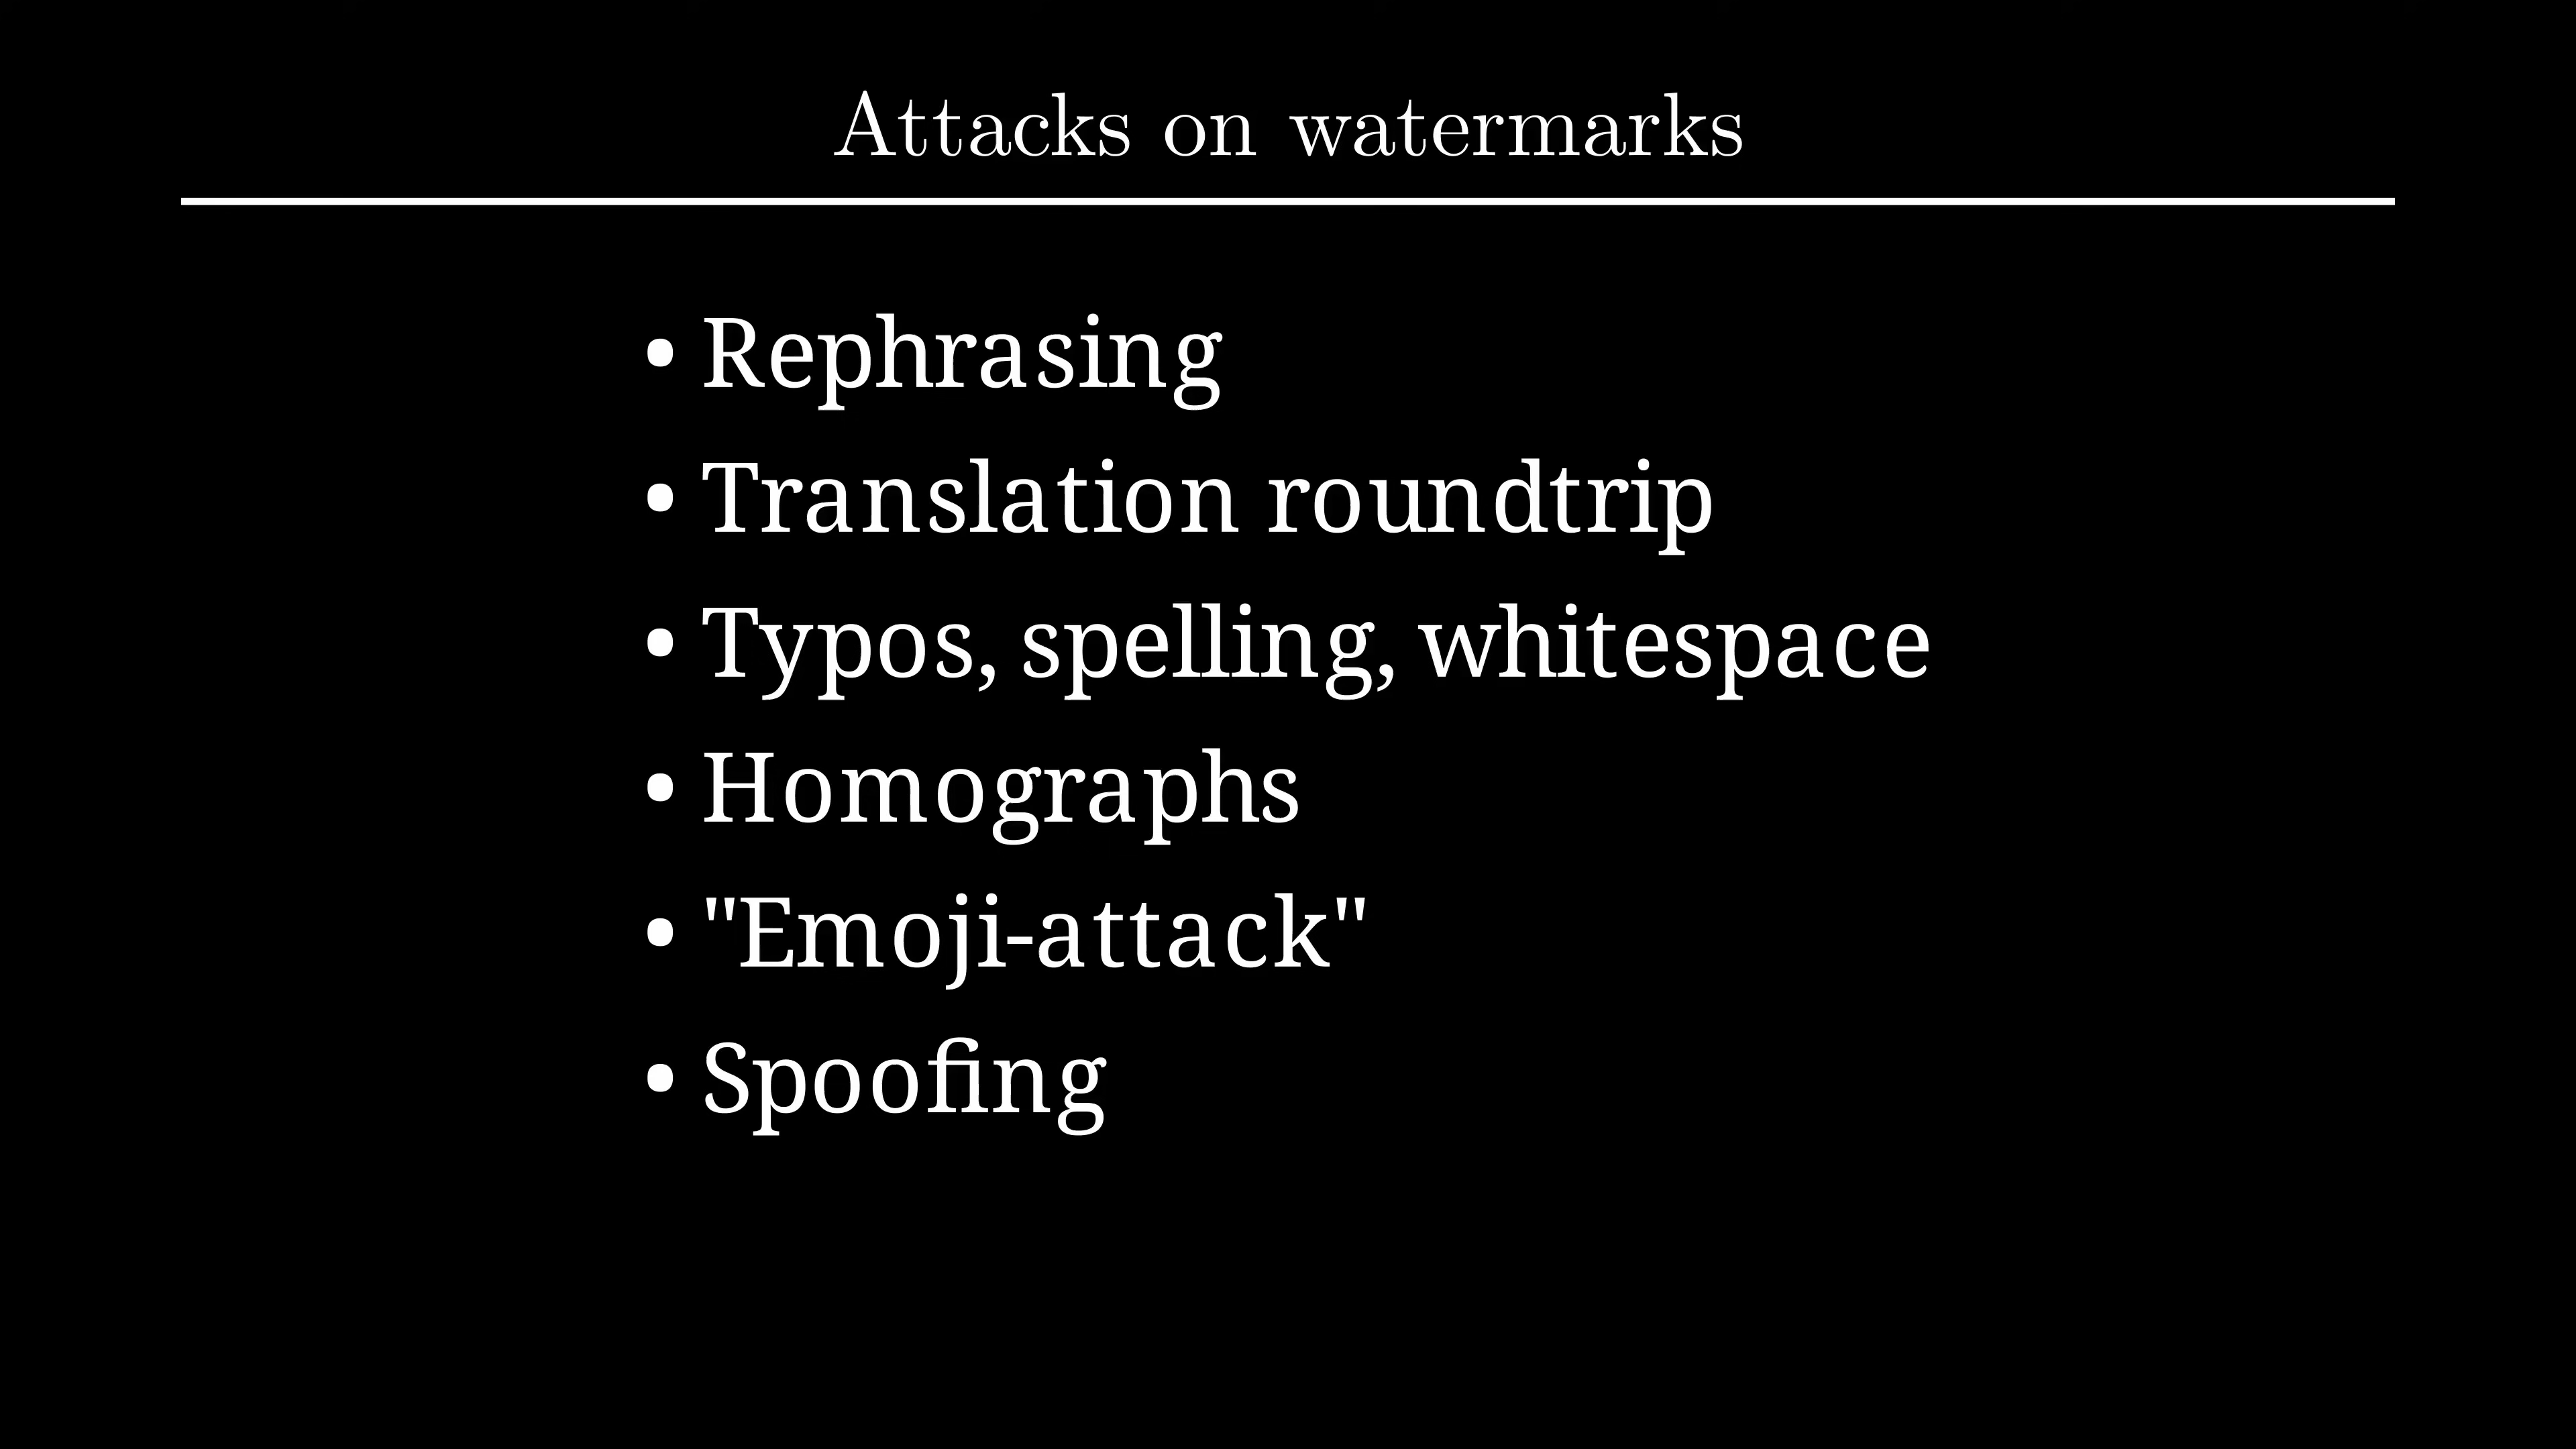 Attacks on watermarks
• Rephrasing
• Translation roundtrip
• Typos, spelling, whitespace
• Homographs
• "Emoji-attack"
• Spoofing